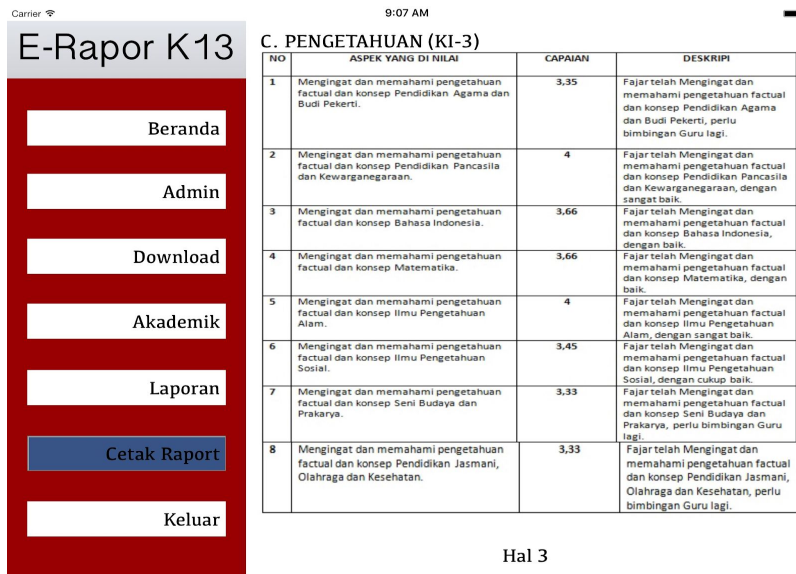 Carrier 9:07 AM
E-Rapor K13
Beranda
Admin
Download
Akademik
Laporan
Cetak Raport
Keluar
C. PENGETAHUAN (KI-3)
NO ASPEK YANG DI NILAI CAPAIAN DESKRIPI
1 Mengingat dan memahami pengetahuan 3,35 Fajar telah Mengingat dan
factual dan konsep Pendidikan Agama dan memahami pengetahuan factual
Budi Pekerti. dan konsep Pendidikan Agama
dan Budi Pekerti, perlu
bimbingan Guru lagi.
2 Mengingat dan memahami pengetahuan 4 Fajar telah Mengingat dan
factual dan konsep Pendidikan Pancasila memahami pengetahuan factual
dan Kewarganegaraan. dan konsep Pendidikan Pancasila
dan Kewarganegaraan, dengan
sangat baik.
3 Mengingat dan memahami pengetahuan 3,66 Fajar telah Mengingat dan
factual dan konsep Bahasa Indonesia. memahami pengetahuan factual
dan konsep Bahasa Indonesia,
dengan baik.
4 Mengingat dan memahami pengetahuan 3,66 Fajar telah Mengingat dan
factual dan konsep Matematika. memahami pengetahuan factual
dan konsep Matematika, dengan
baik.
5 Mengingat dan memahami pengetahuan 4 Fajar telah Mengingat dan
factual dan konsep Ilmu Pengetahuan memahami pengetahuan factual
Alam. dan konsep Ilmu Pengetahuan
Alam, dengan sangat baik.
6 Mengingat dan memahami pengetahuan 3,45 Fajar telah Mengingat dan
factual dan konsep Ilmu Pengetahuan memahami pengetahuan factual
Sosial. dan konsep Ilmu Pengetahuan
Sosial, dengan cukup baik.
7 Mengingat dan memahami pengetahuan 3,33 Fajar telah Mengingat dan
factual dan konsep Seni Budaya dan memahami pengetahuan factual
Prakarya. dan konsep Seni Budaya dan
Prakarya, perlu bimbingan Guru
lagi.
8 Mengingat dan memahami pengetahuan 3,33 Fajar telah Mengingat dan
factual dan konsep Pendidikan Jasmani, memahami pengetahuan factual
Olahraga dan Kesehatan. dan konsep Pendidikan Jasmani,
Olahraga dan Kesehatan, perlu
bimbingan Guru lagi.
Hal 3